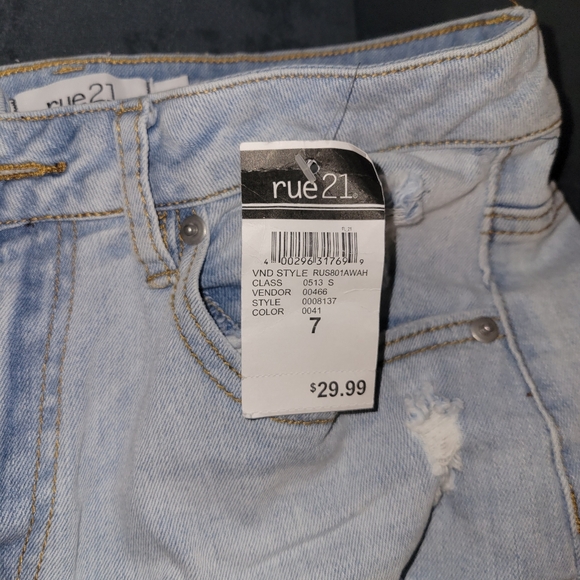 rue21
rue21
4 00296 31769 9
VND STYLE RUS801AWAH
CLASS 0513 S
VENDOR 00466
STYLE 0008137
COLOR 0041
7
$29.99